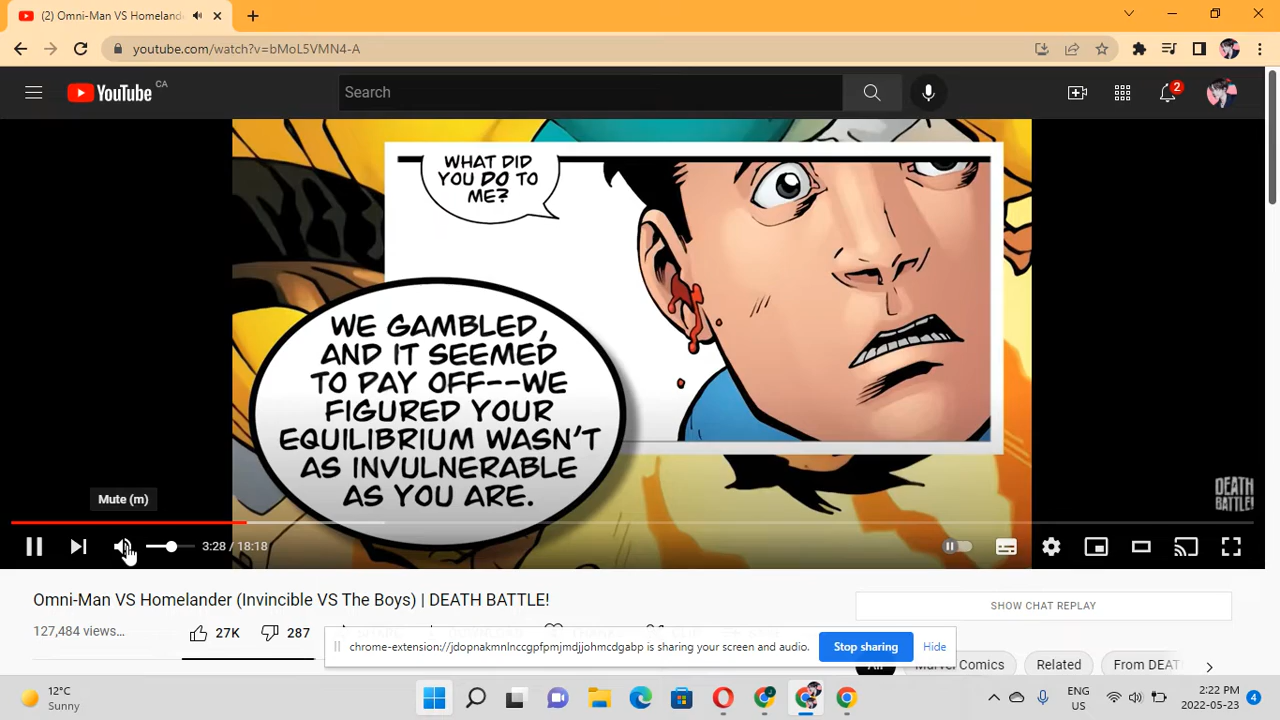 (2) Omni-Man VS Homelander
youtube.com/watch?v=bMoL5VMN4-A
YouTube CA
Search
2
WHAT DID
YOU DO TO
ME?
WE GAMBLED,
AND IT SEEMED
TO PAY OFF--WE
FIGURED YOUR
EQUILIBRIUM WASN'T
AS INVULNERABLE
AS YOU ARE.
DEATH
BATTLE!
Mute (m)
3:28 / 18:18
Omni-Man VS Homelander (Invincible VS The Boys) | DEATH BATTLE!
SHOW CHAT REPLAY
127,484 views...
27K
287
chrome-extension://jdopnakmnlnccgpfpmjmdjjohmcdgabp is sharing your screen and audio.
Stop sharing
Hide
All
Marvel Comics
Related
From DEAT
12°C
Sunny
ENG
US
2:22 PM
2022-05-23
4